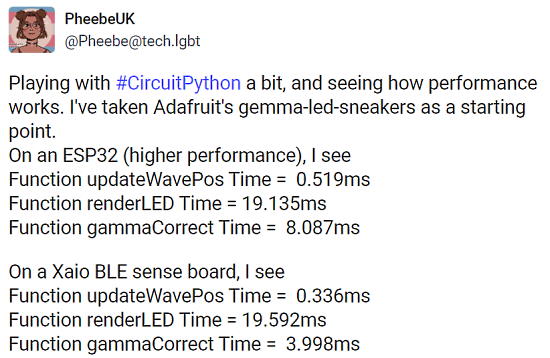 PheebeUK
@Pheebe@tech.lgbt
Playing with #CircuitPython a bit, and seeing how performance
works. I've taken Adafruit's gemma-led-sneakers as a starting
point.
On an ESP32 (higher performance), I see
Function updateWavePos Time =  0.519ms
Function renderLED Time = 19.135ms
Function gammaCorrect Time =  8.087ms
On a Xaio BLE sense board, I see
Function updateWavePos Time =  0.336ms
Function renderLED Time = 19.592ms
Function gammaCorrect Time =  3.998ms